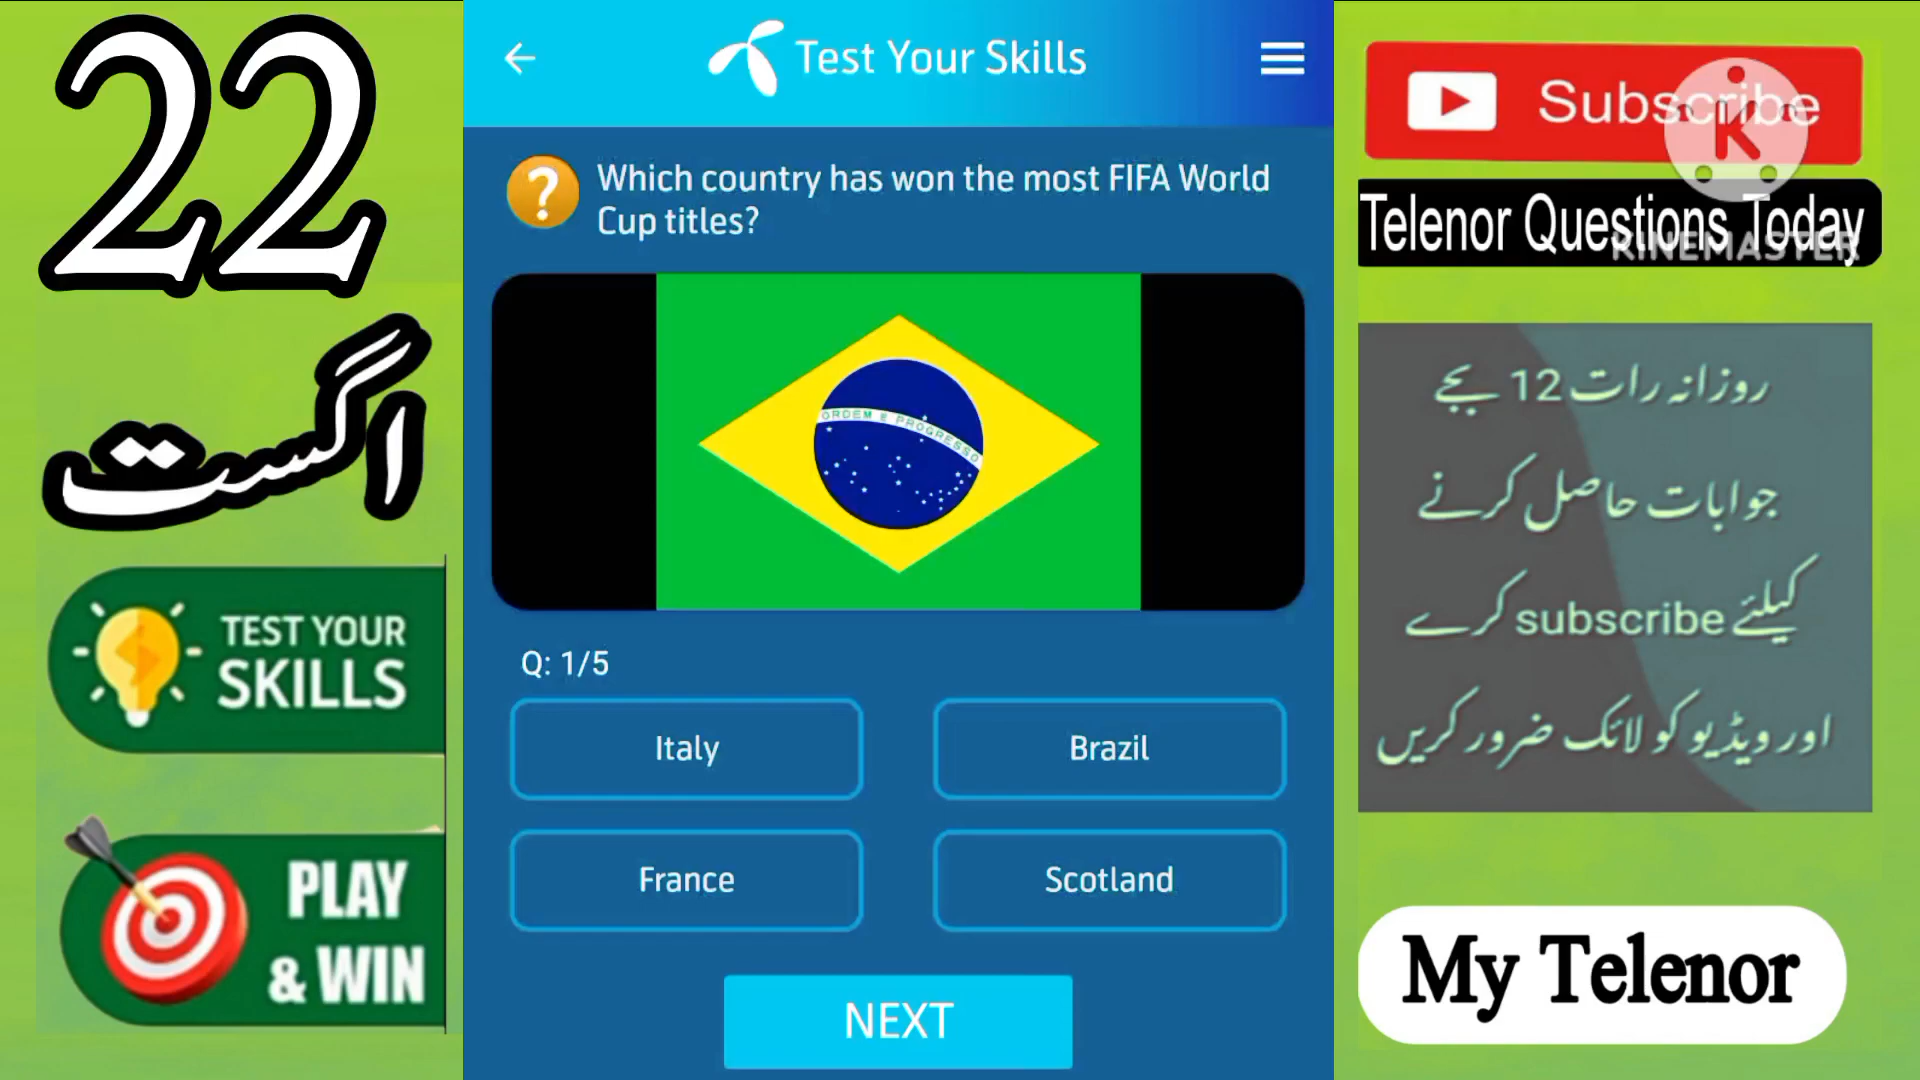 22
اگست
TEST YOUR
SKILLS
PLAY
& WIN
Test Your Skills
?
Which country has won the most FIFA World
Cup titles?
ORDEM E PROGRESSO
Q: 1/5
Italy
Brazil
France
Scotland
NEXT
Subscribe
K
Telenor Questions Today
KINEMASTER
روزانہ رات 12 بجے
جوابات حاصل کرنے
کیلئے subscribe کرے
اور ویڈیو کو لائک ضرور کریں
My Telenor